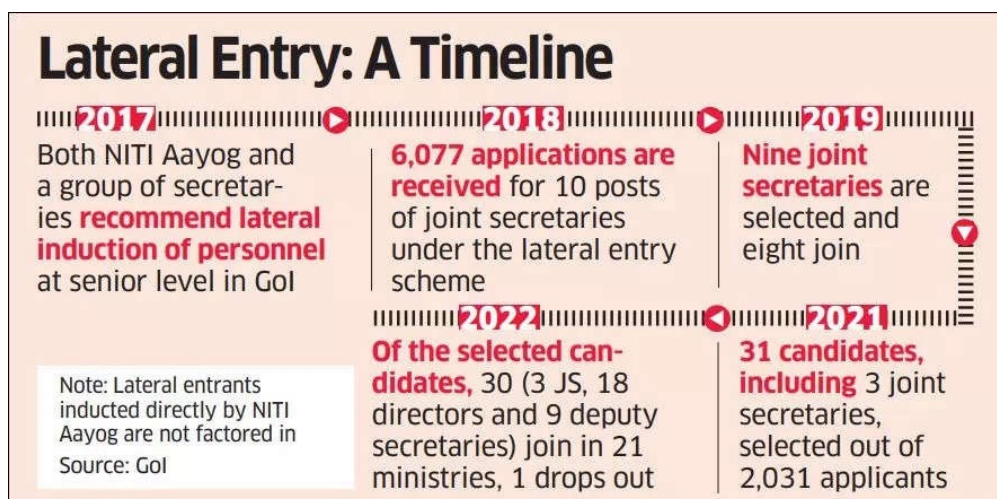 Lateral Entry: A Timeline
2017
Both NITI Aayog and
a group of secretar-
ies recommend lateral
induction of personnel
at senior level in GoI
2018
6,077 applications are
received for 10 posts
of joint secretaries
under the lateral entry
scheme
2019
Nine joint
secretaries are
selected and
eight join
2021
31 candidates,
including 3 joint
secretaries,
selected out of
2,031 applicants
2022
Of the selected can-
didates, 30 (3 JS, 18
directors and 9 deputy
secretaries) join in 21
ministries, 1 drops out
Note: Lateral entrants
inducted directly by NITI
Aayog are not factored in
Source: GoI